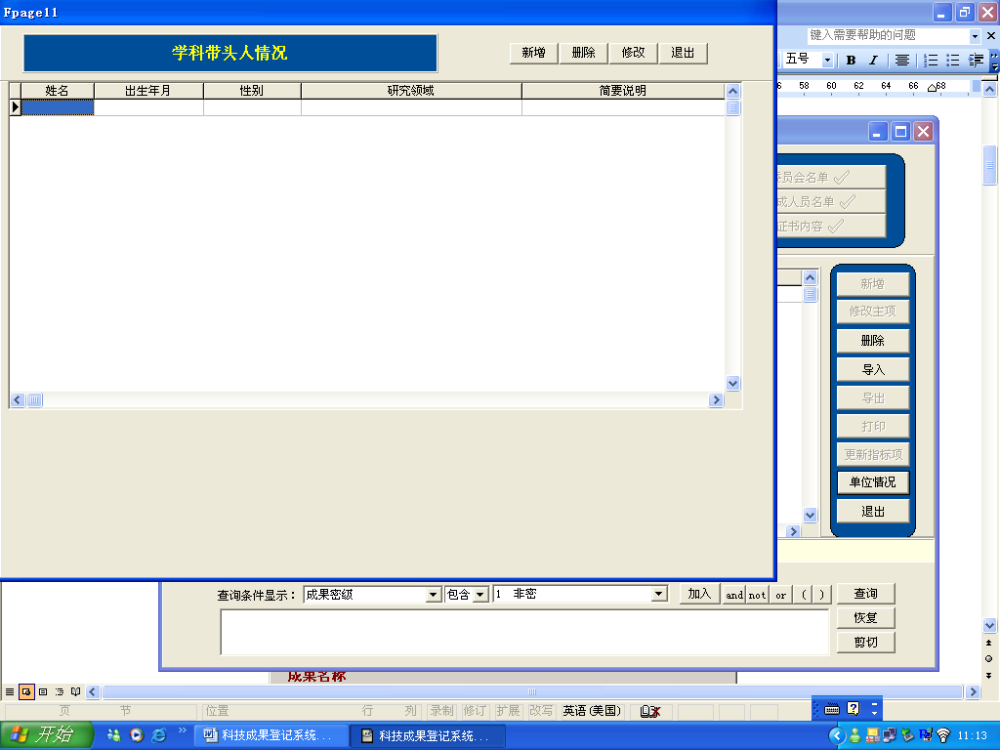 Fpage11
学科带头人情况
新增 删除 修改 退出
姓名 出生年月 性别 研究领域 简要说明
键入需要帮助的问题
五号 B I
58 60 62 64 66 68
员会名单
成人员名单
证书内容
新增
修改主项
删除
导入
导出
打印
更新指标项
单位情况
退出
查询条件显示： 成果密级 包含 1 非密 加入 and not or ( ) 查询
恢复
剪切
成果名称
页 节 位置 行 列 录制 修订 扩展 改写 英语(美国)
开始 科技成果登记系统... 科技成果登记系统... 11:13